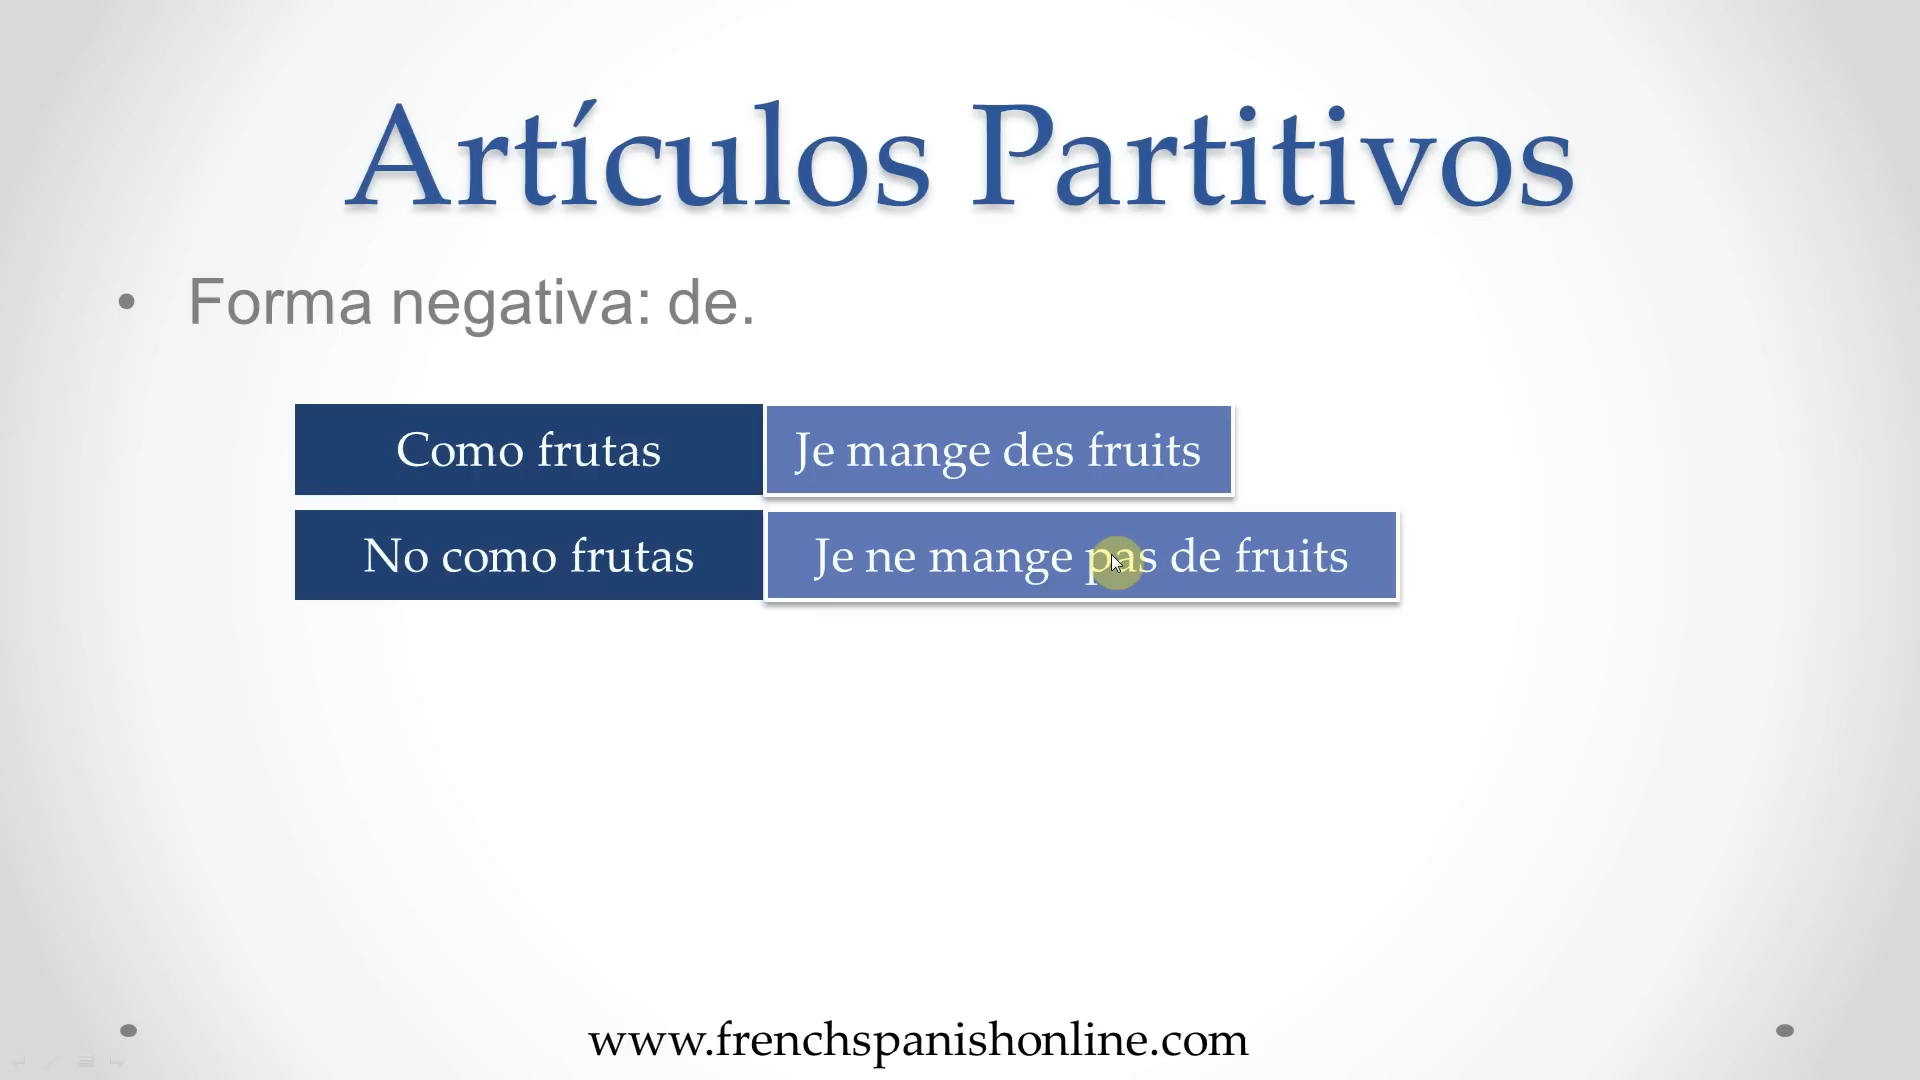 Artículos Partitivos
• Forma negativa: de.
Como frutas Je mange des fruits
No como frutas Je ne mange pas de fruits
www.frenchspanishonline.com